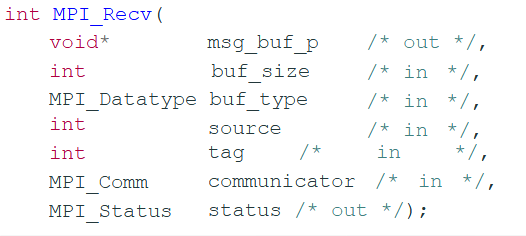 int MPI_Recv(
void* msg_buf_p /* out */,
int buf_size /* in */,
MPI_Datatype buf_type /* in */,
int source /* in */,
int tag /* in */,
MPI_Comm communicator /* in */,
MPI_Status status /* out */);